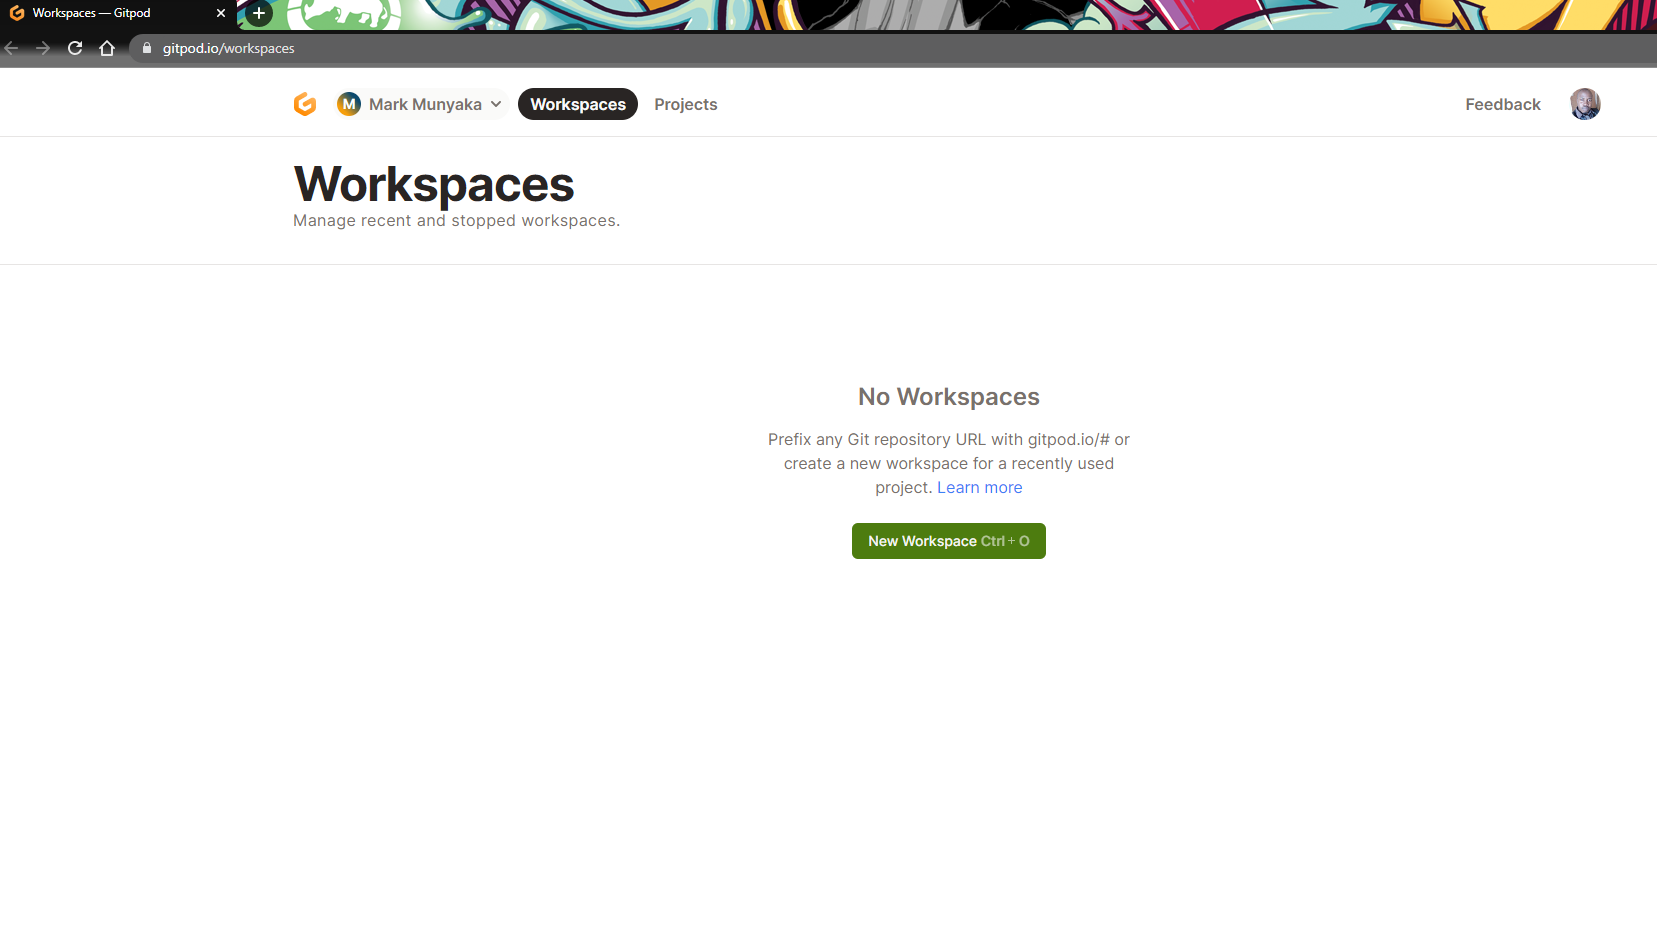 Workspaces — Gitpod
gitpod.io/workspaces
M Mark Munyaka Workspaces Projects Feedback
Workspaces
Manage recent and stopped workspaces.
No Workspaces
Prefix any Git repository URL with gitpod.io/# or
create a new workspace for a recently used
project. Learn more
New Workspace Ctrl + O